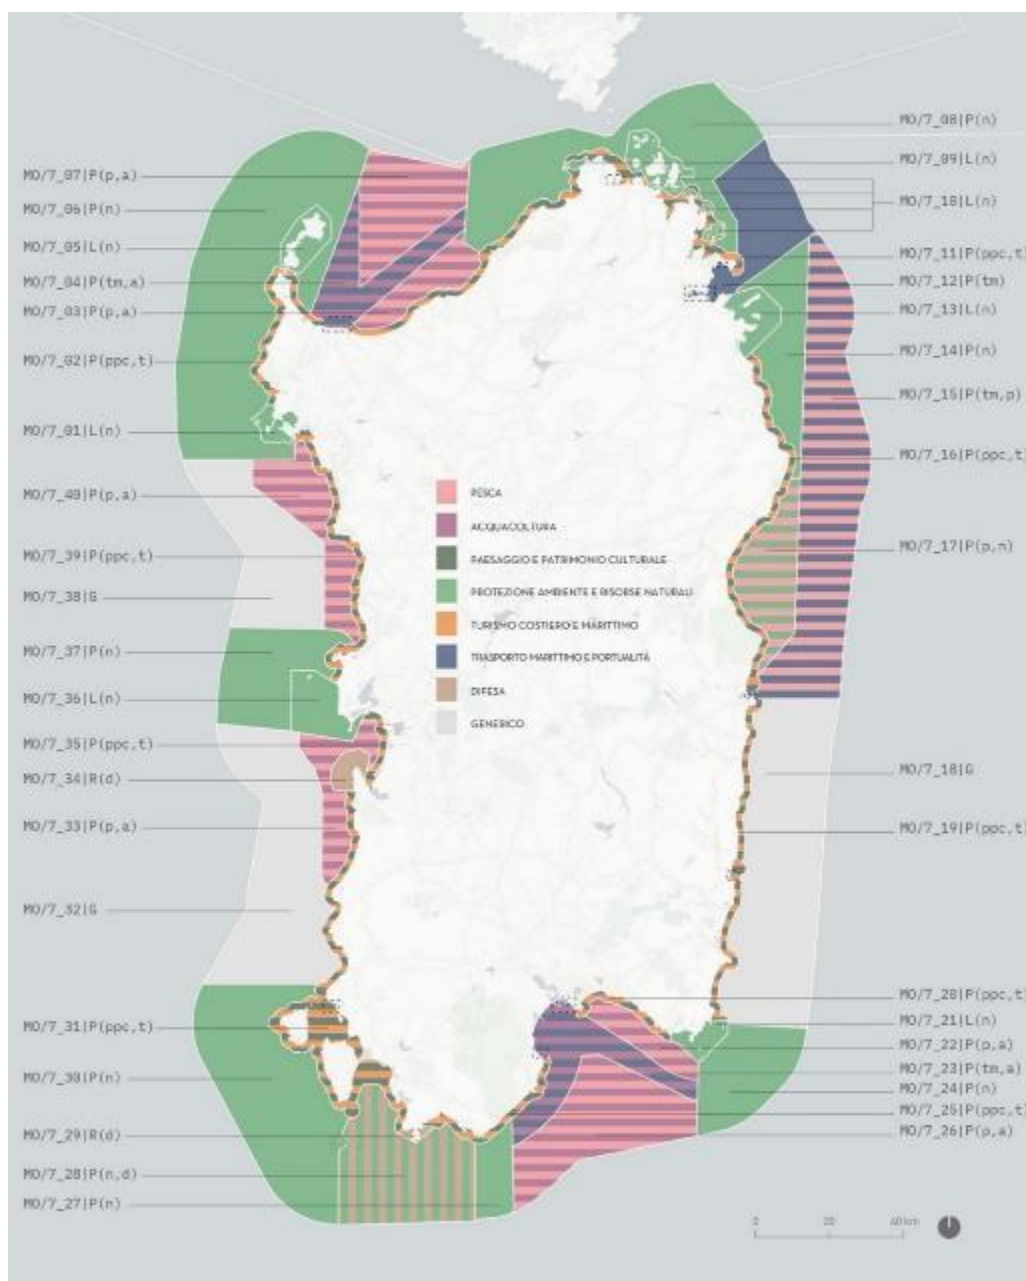 MO/7_07|P(p,a)
MO/7_06|P(n)
MO/7_05|L(n)
MO/7_04|P(tm,a)
MO/7_03|P(p,a)
MO/7_02|P(ppc,t)
MO/7_01|L(n)
MO/7_40|P(p,a)
MO/7_39|P(ppc,t)
MO/7_38|G
MO/7_37|P(n)
MO/7_36|L(n)
MO/7_35|P(ppc,t)
MO/7_34|R(d)
MO/7_33|P(p,a)
MO/7_32|G
MO/7_31|P(ppc,t)
MO/7_30|P(n)
MO/7_29|R(d)
MO/7_28|P(n,d)
MO/7_27|P(n)
PESCA
ACQUACOLTURA
PAESAGGIO E PATRIMONIO CULTURALE
PROTEZIONE AMBIENTE E RISORSE NATURALI
TURISMO COSTIERO E MARITTIMO
TRASPORTO MARITTIMO E PORTUALITÀ
DIFESA
GENERICO
MO/7_08|P(n)
MO/7_09|L(n)
MO/7_10|L(n)
MO/7_11|P(ppc,t)
MO/7_12|P(tm)
MO/7_13|L(n)
MO/7_14|P(n)
MO/7_15|P(tm,p)
MO/7_16|P(ppc,t)
MO/7_17|P(p,n)
MO/7_18|G
MO/7_19|P(ppc,t)
MO/7_20|P(ppc,t)
MO/7_21|L(n)
MO/7_22|P(p,a)
MO/7_23|P(tm,a)
MO/7_24|P(n)
MO/7_25|P(ppc,t)
MO/7_26|P(p,a)
0 20 40 km